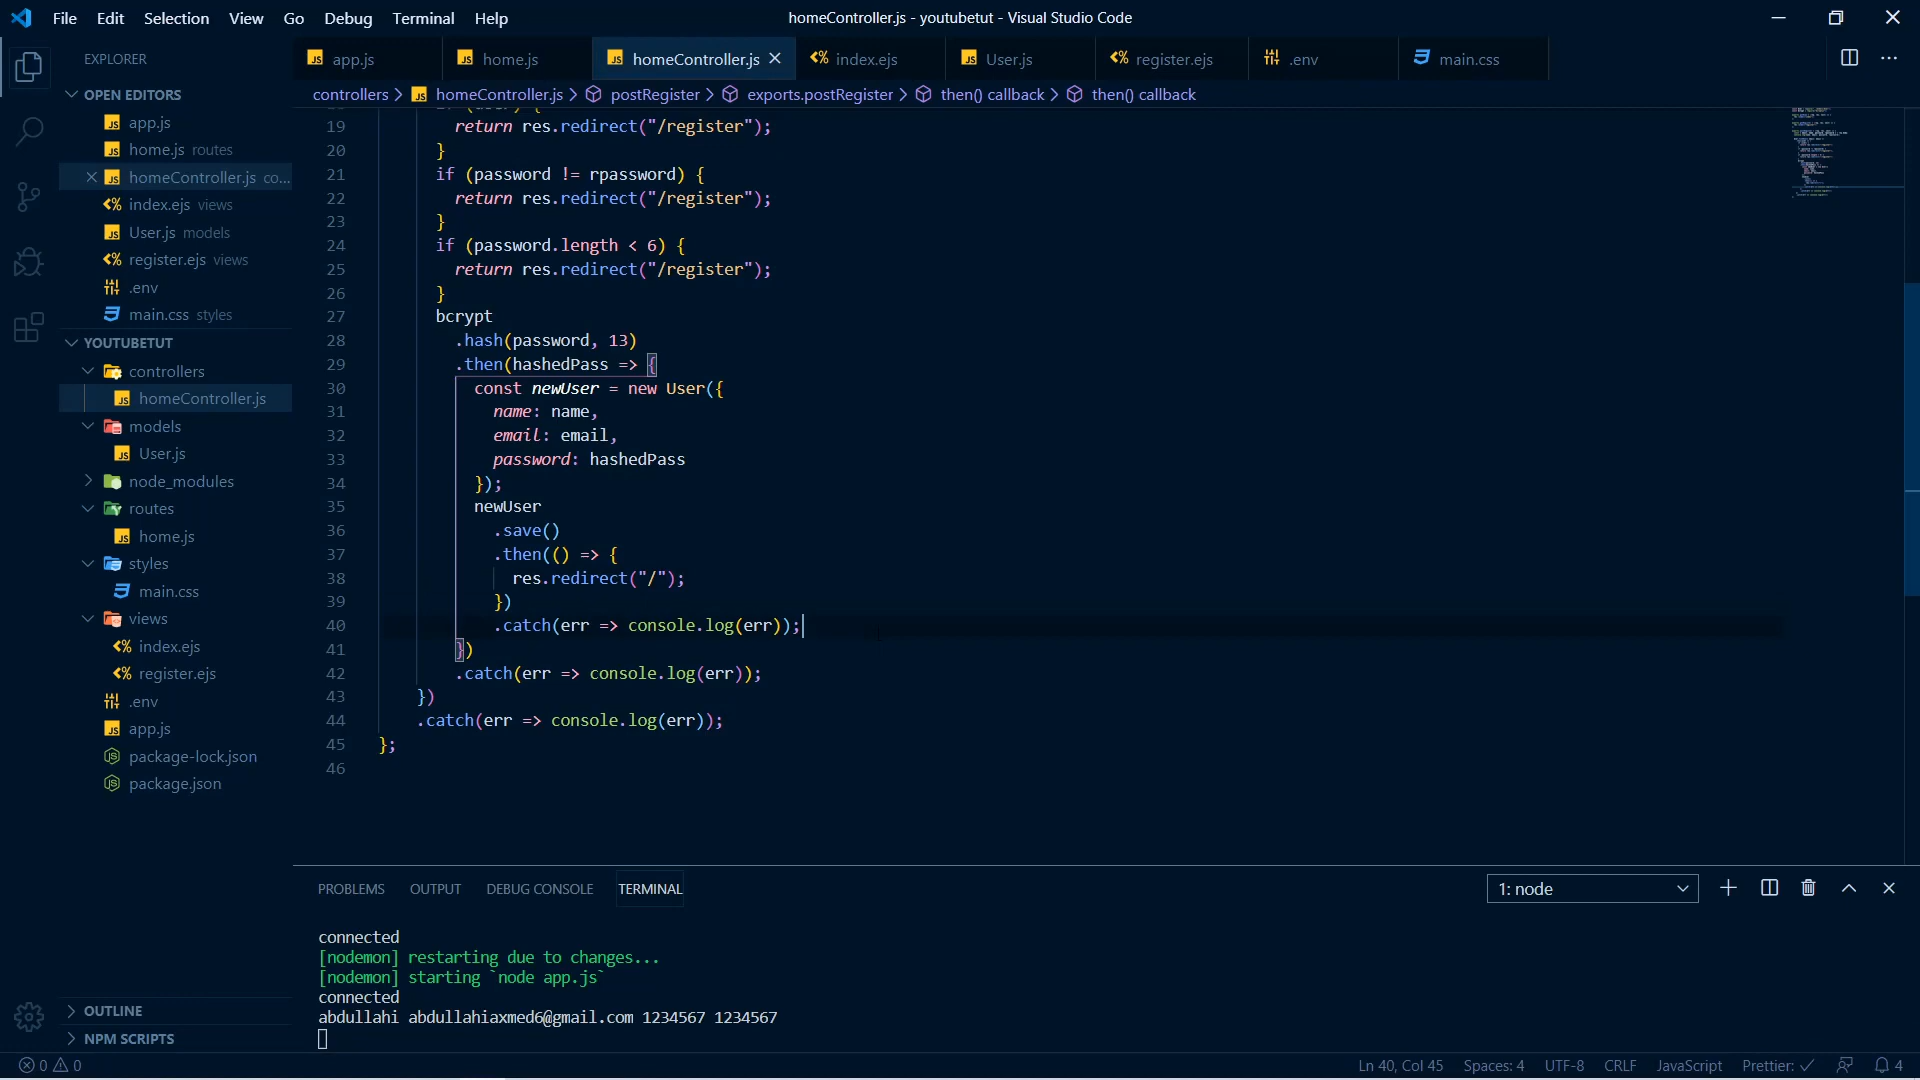 File Edit Selection View Go Debug Terminal Help
homeController.js - youtubetut - Visual Studio Code
EXPLORER
app.js
home.js
homeController.js
index.ejs
User.js
register.ejs
.env
main.css
controllers > homeController.js > postRegister > exports.postRegister > then() callback > then() callback
OPEN EDITORS
app.js
home.js routes
homeController.js co...
index.ejs views
User.js models
register.ejs views
.env
main.css styles
YOUTUBETUT
controllers
homeController.js
models
User.js
node_modules
routes
home.js
styles
main.css
views
index.ejs
register.ejs
.env
app.js
package-lock.json
package.json
OUTLINE
NPM SCRIPTS
19 return res.redirect("/register");
20 }
21 if (password != rpassword) {
22 return res.redirect("/register");
23 }
24 if (password.length < 6) {
25 return res.redirect("/register");
26 }
27 bcrypt
28 .hash(password, 13)
29 .then(hashedPass => {
30 const newUser = new User({
31 name: name,
32 email: email,
33 password: hashedPass
34 });
35 newUser
36 .save()
37 .then(() => {
38 res.redirect("/");
39 })
40 .catch(err => console.log(err));
41 })
42 .catch(err => console.log(err));
43 })
44 .catch(err => console.log(err));
45 };
46
PROBLEMS OUTPUT DEBUG CONSOLE TERMINAL
1: node
connected
[nodemon] restarting due to changes...
[nodemon] starting `node app.js`
connected
abdullahi abdullahiaxmed6@gmail.com 1234567 1234567
0 0
Ln 40, Col 45 Spaces: 4 UTF-8 CRLF JavaScript Prettier: ✓ 4